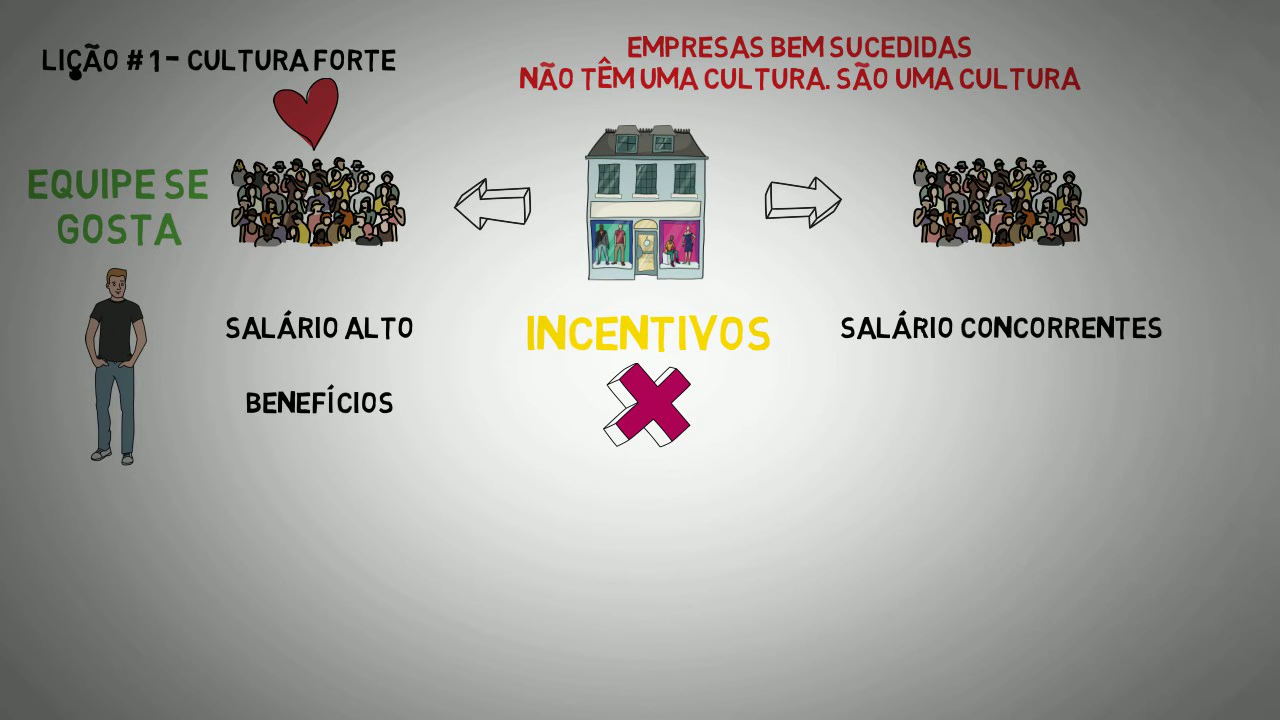 LIÇÃO #1 - CULTURA FORTE
EMPRESAS BEM SUCEDIDAS
NÃO TÊM UMA CULTURA. SÃO UMA CULTURA
EQUIPE SE
GOSTA
SALÁRIO ALTO
INCENTIVOS
SALÁRIO CONCORRENTES
BENEFÍCIOS